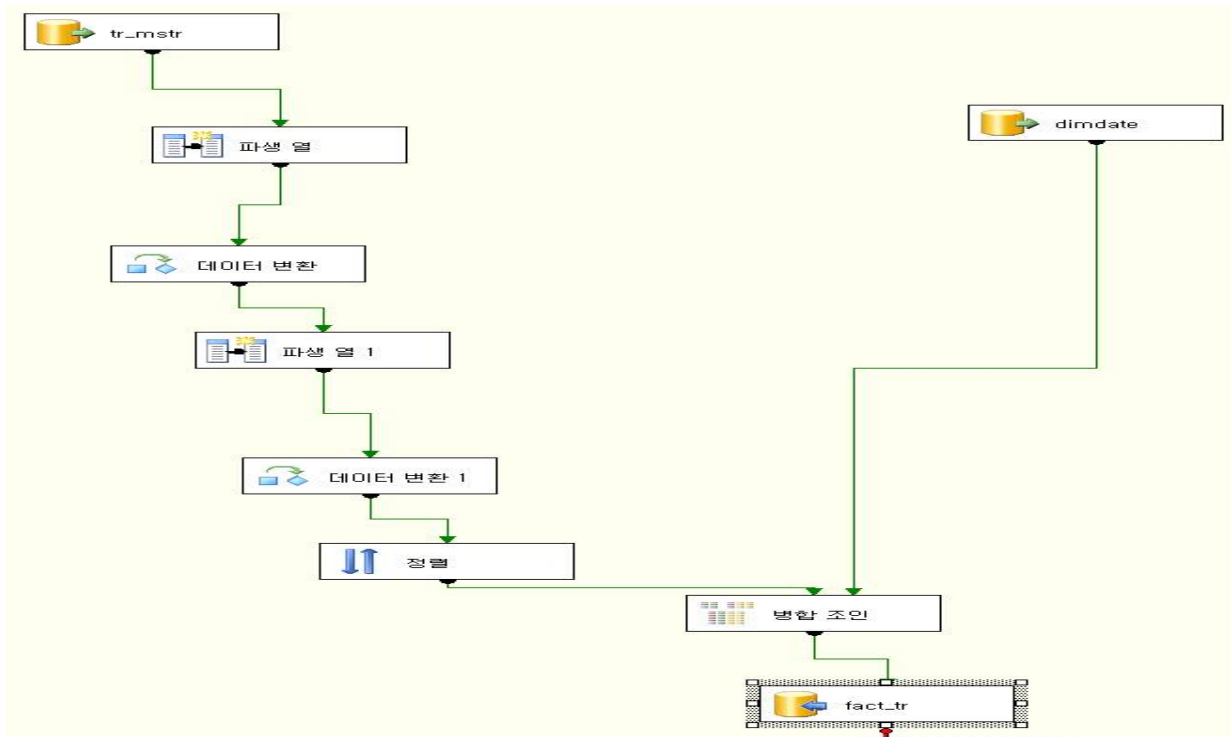 tr_mstr
파생 열
dimdate
데이터 변환
파생 열 1
데이터 변환 1
정렬
병합 조인
fact_tr